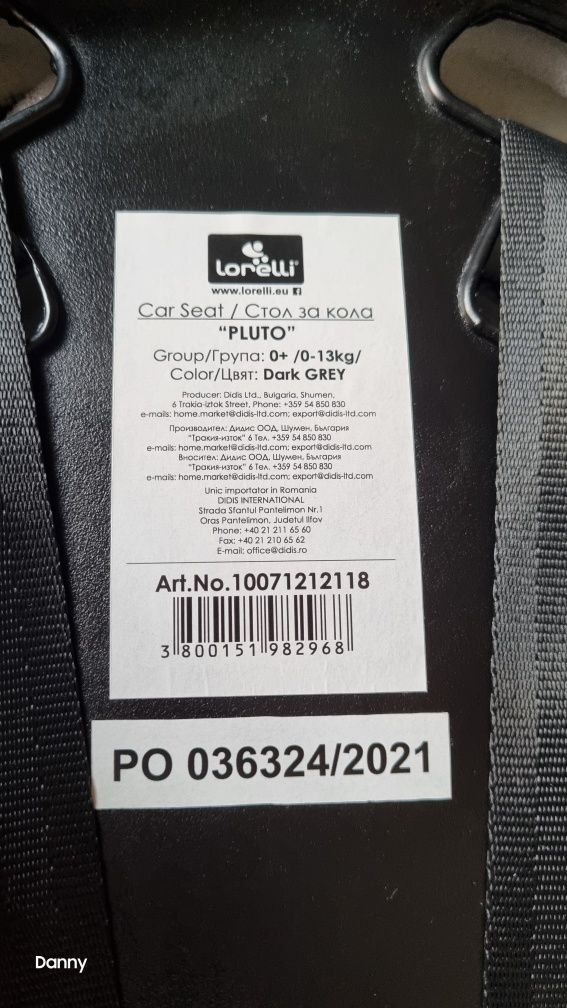 lorelli
www.lorelli.eu
Car Seat / Стол за кола
“PLUTO”
Group/Група: 0+ /0-13kg/
Color/Цвят: Dark GREY
Producer: Didis Ltd., Bulgaria, Shumen,
6 Trakia-iztok Street, Phone: +359 54 850 830
e-mails: home.market@didis-ltd.com; export@didis-ltd.com
Производител: Дидис ООД, Шумен, България
"Тракия-изток" 6 Тел. +359 54 850 830
e-mails: home.market@didis-ltd.com; export@didis-ltd.com
Вносител: Дидис ООД, Шумен, България
"Тракия-изток" 6 Тел. +359 54 850 830
e-mails: home.market@didis-ltd.com; export@didis-ltd.com
Unic importator in Romania
DIDIS INTERNATIONAL
Strada Sfantul Pantelimon Nr.1
Oras Pantelimon, Judetul Ilfov
Phone: +40 21 211 65 60
Fax: +40 21 210 65 62
E-mail: office@didis.ro
Art.No.10071212118
3 800151 982968
PO 036324/2021
Danny